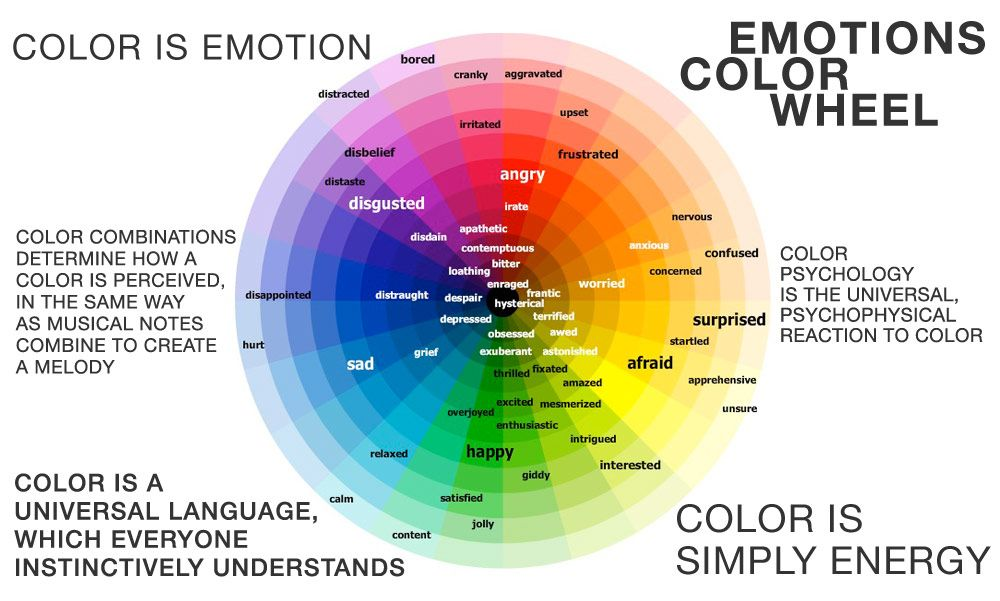 COLOR IS EMOTION
EMOTIONS
COLOR
WHEEL
bored
cranky
aggravated
distracted
upset
irritated
disbelief
frustrated
distaste
angry
disgusted
irate
nervous
apathetic
disdain
anxious
contemptuous
confused
bitter
loathing
concerned
enraged
worried
disappointed
distraught
despair
frantic
hysterical
terrified
depressed
surprised
obsessed
awed
startled
hurt
grief
exuberant
astonished
sad
afraid
thrilled
fixated
amazed
apprehensive
excited
mesmerized
unsure
overjoyed
enthusiastic
intrigued
happy
relaxed
interested
giddy
calm
satisfied
jolly
content
COLOR COMBINATIONS
DETERMINE HOW A
COLOR IS PERCEIVED,
IN THE SAME WAY
AS MUSICAL NOTES
COMBINE TO CREATE
A MELODY
COLOR
PSYCHOLOGY
IS THE UNIVERSAL,
PSYCHOPHYSICAL
REACTION TO COLOR
COLOR IS A
UNIVERSAL LANGUAGE,
WHICH EVERYONE
INSTINCTIVELY UNDERSTANDS
COLOR IS
SIMPLY ENERGY